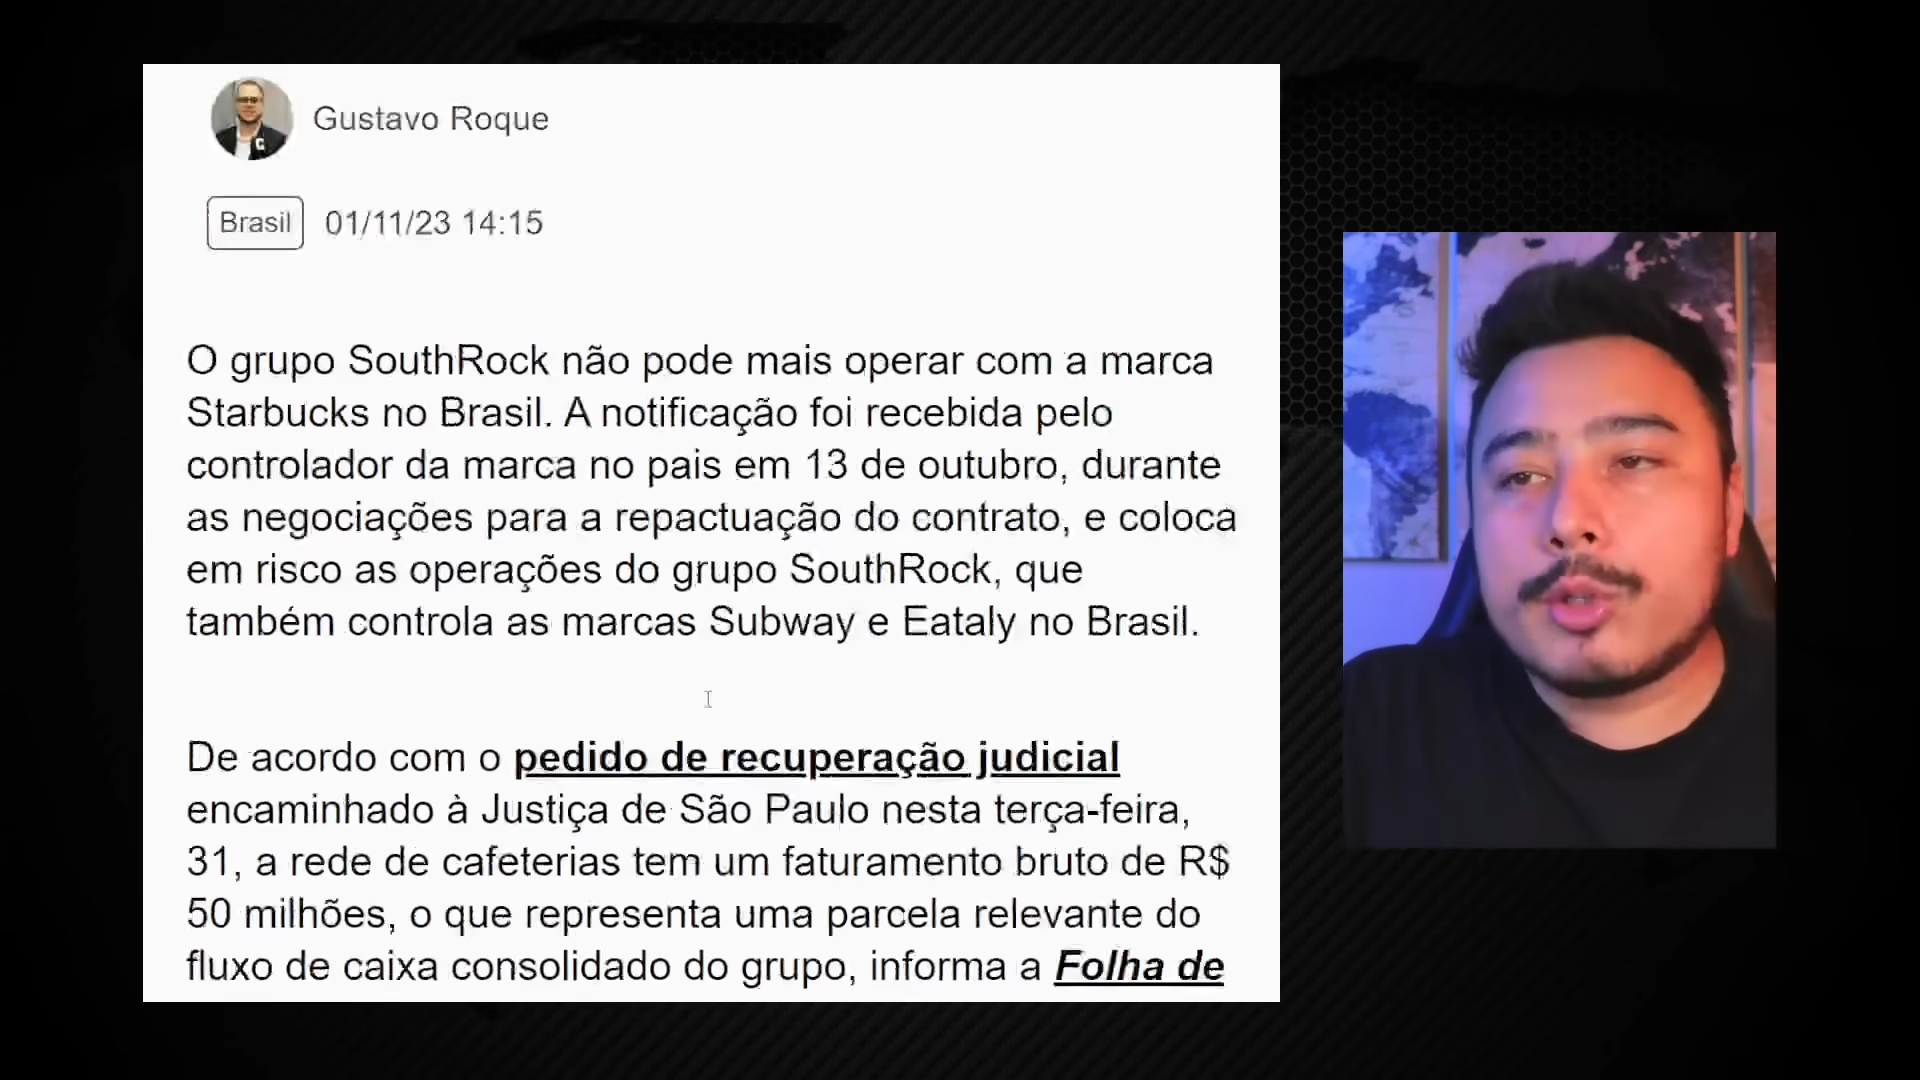 Gustavo Roque
Brasil 01/11/23 14:15
O grupo SouthRock não pode mais operar com a marca
Starbucks no Brasil. A notificação foi recebida pelo
controlador da marca no pais em 13 de outubro, durante
as negociações para a repactuação do contrato, e coloca
em risco as operações do grupo SouthRock, que
também controla as marcas Subway e Eataly no Brasil.
De acordo com o pedido de recuperação judicial
encaminhado à Justiça de São Paulo nesta terça-feira,
31, a rede de cafeterias tem um faturamento bruto de R$
50 milhões, o que representa uma parcela relevante do
fluxo de caixa consolidado do grupo, informa a Folha de